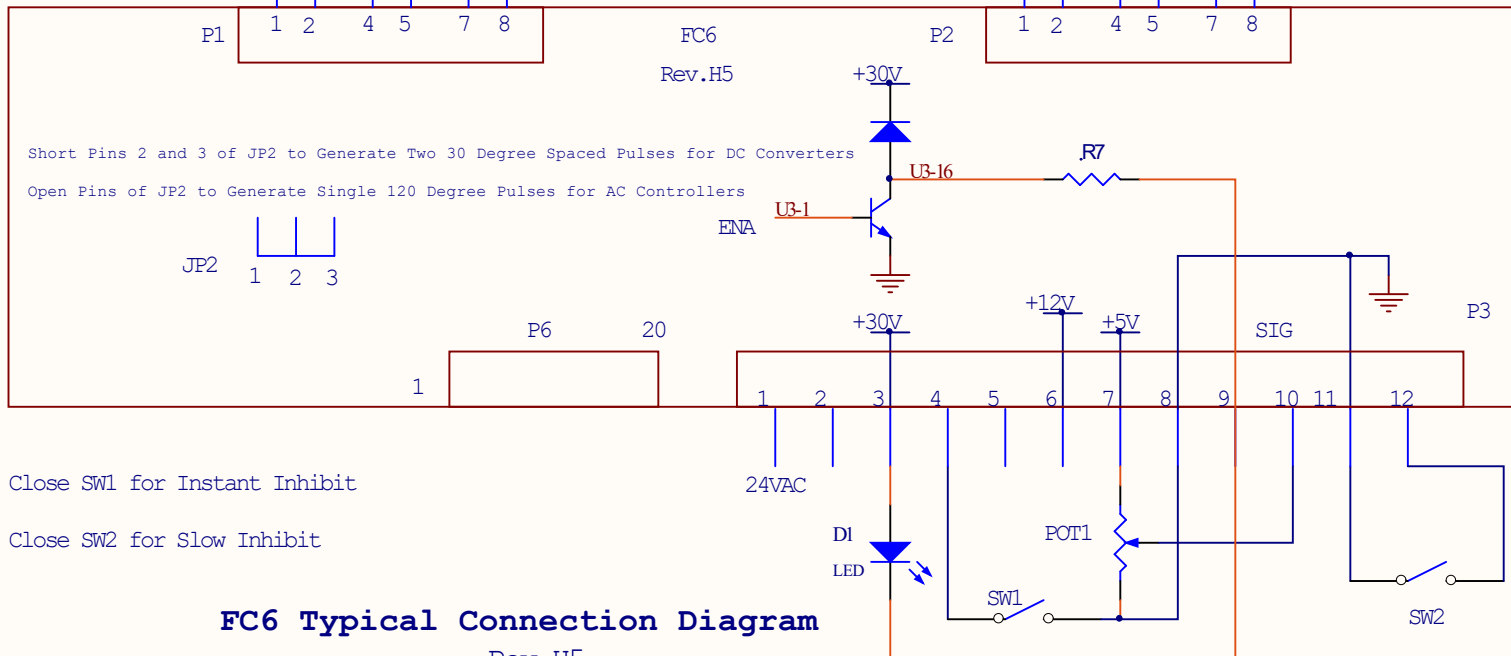 P1 1 2 4 5 7 8 FC6 P2 1 2 4 5 7 8
Rev.H5
+30V
Short Pins 2 and 3 of JP2 to Generate Two 30 Degree Spaced Pulses for DC Converters
.R7
U3-16
Open Pins of JP2 to Generate Single 120 Degree Pulses for AC Controllers
U3-1
ENA
JP2 1 2 3
+12V
+30V
+5V
P6 20
SIG
P3
1
1 2 3 4 5 6 7 8 9 10 11 12
Close SW1 for Instant Inhibit
24VAC
Close SW2 for Slow Inhibit
D1
LED
POT1
SW1
SW2
FC6 Typical Connection Diagram
Rev H5